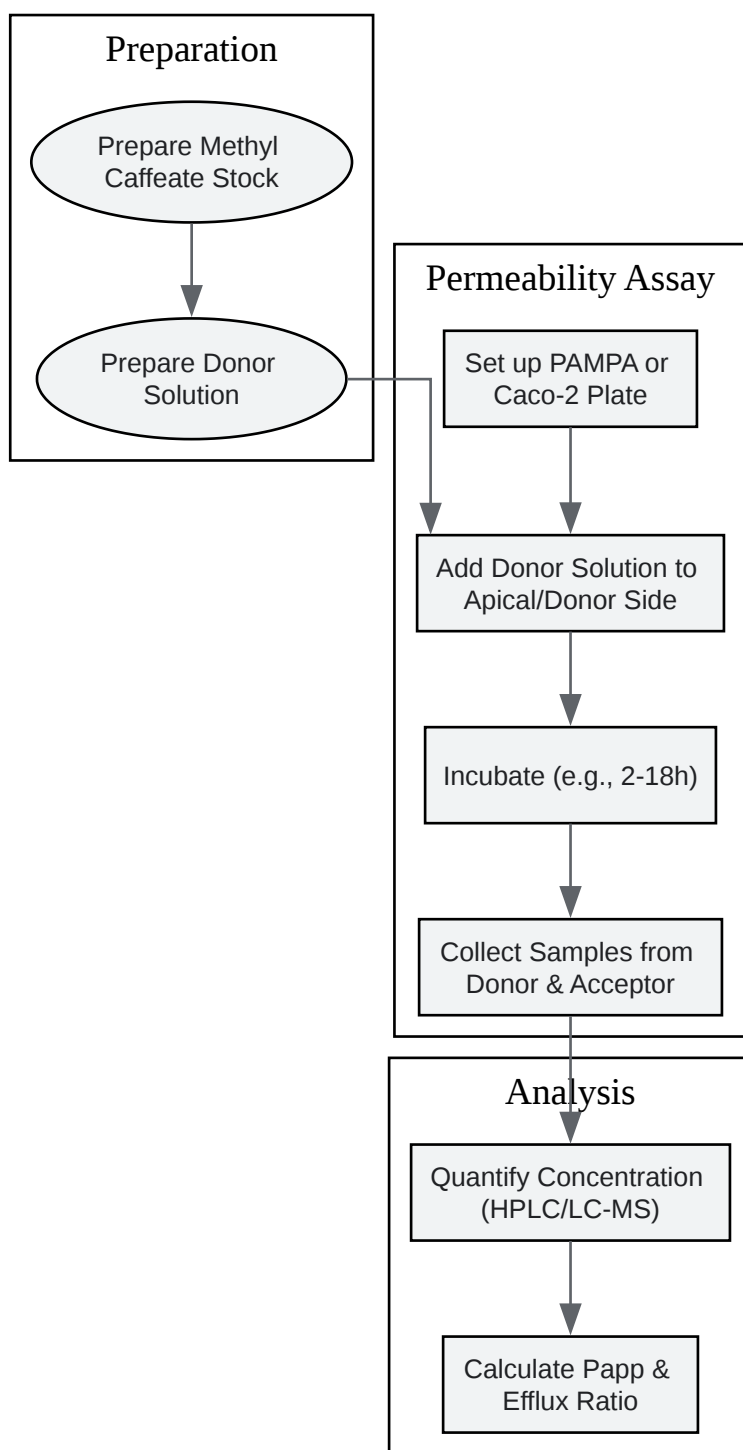 Preparation
Prepare Methyl
Caffeate Stock
Prepare Donor
Solution
Permeability Assay
Set up PAMPA or
Caco-2 Plate
Add Donor Solution to
Apical/Donor Side
Incubate (e.g., 2-18h)
Collect Samples from
Donor & Acceptor
Analysis
Quantify Concentration
(HPLC/LC-MS)
Calculate Papp &
Efflux Ratio